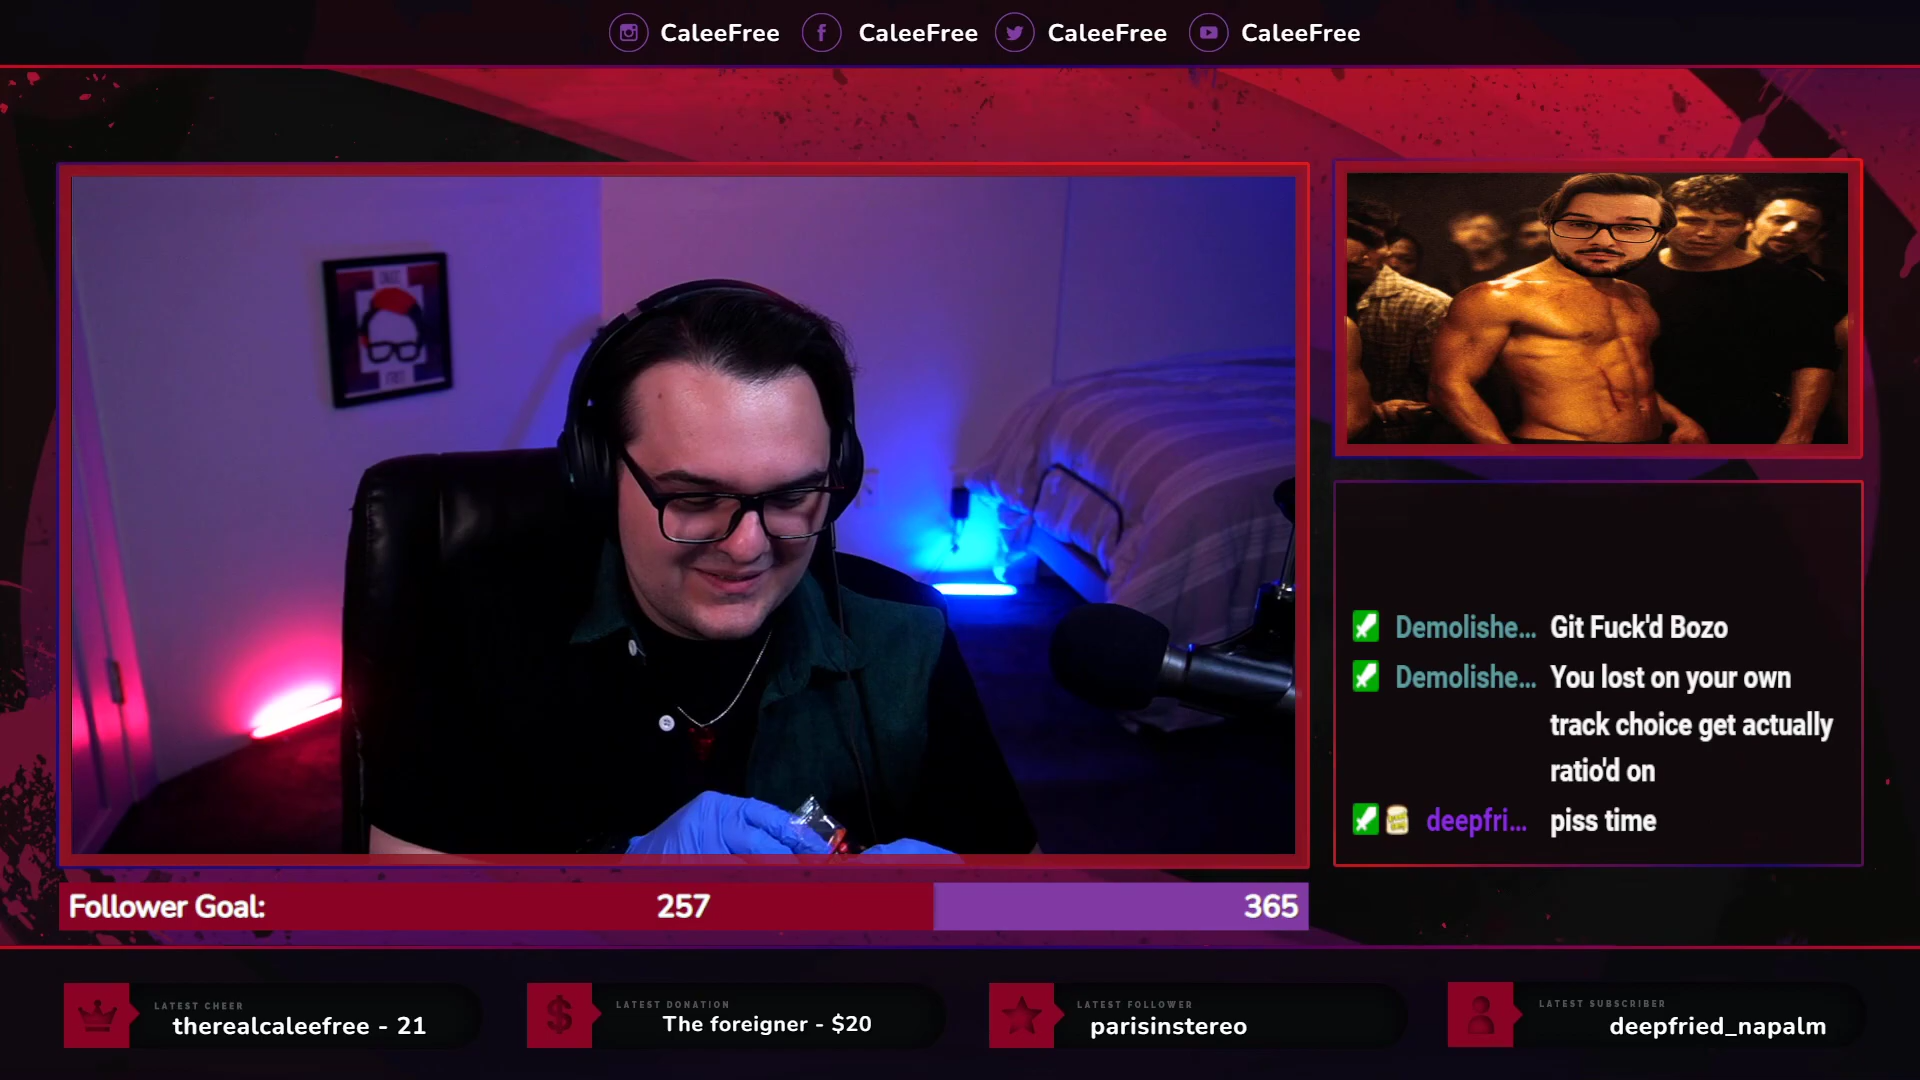 CaleeFree CaleeFree CaleeFree CaleeFree
Demolishe... Git Fuck'd Bozo
Demolishe... You lost on your own
track choice get actually
ratio'd on
deepfri... piss time
Follower Goal: 257 365
LATEST CHEER
therealcaleefree - 21
LATEST DONATION
The foreigner - $20
LATEST FOLLOWER
parisinstereo
LATEST SUBSCRIBER
deepfried_napalm